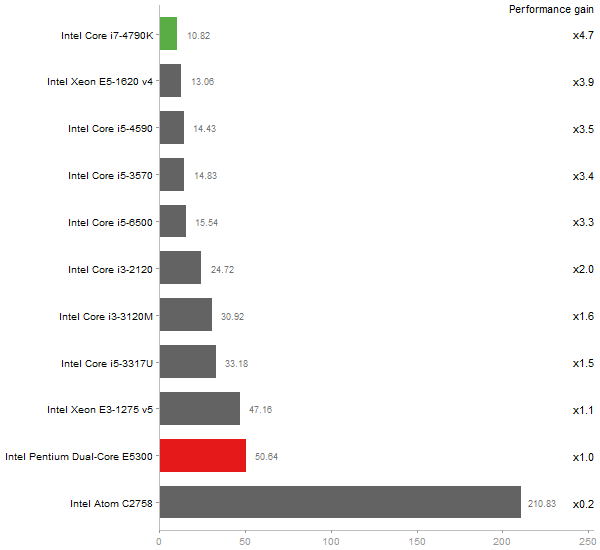 Performance gain
Intel Core i7-4790K 10.82 x4.7
Intel Xeon E5-1620 v4 13.06 x3.9
Intel Core i5-4590 14.43 x3.5
Intel Core i5-3570 14.83 x3.4
Intel Core i5-6500 15.54 x3.3
Intel Core i3-2120 24.72 x2.0
Intel Core i3-3120M 30.92 x1.6
Intel Core i5-3317U 33.18 x1.5
Intel Xeon E3-1275 v5 47.16 x1.1
Intel Pentium Dual-Core E5300 50.64 x1.0
Intel Atom C2758 210.83 x0.2
0 50 100 150 200 250